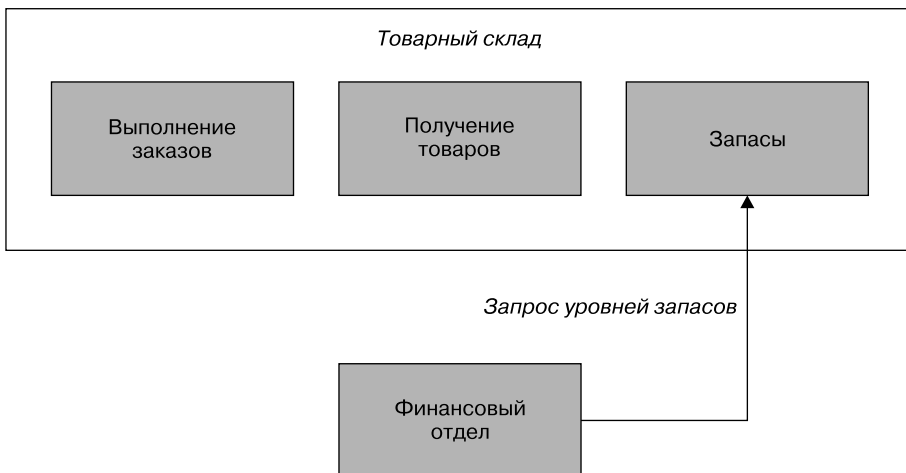 Товарный склад
Выполнение
заказов
Получение
товаров
Запасы
Запрос уровней запасов
Финансовый
отдел